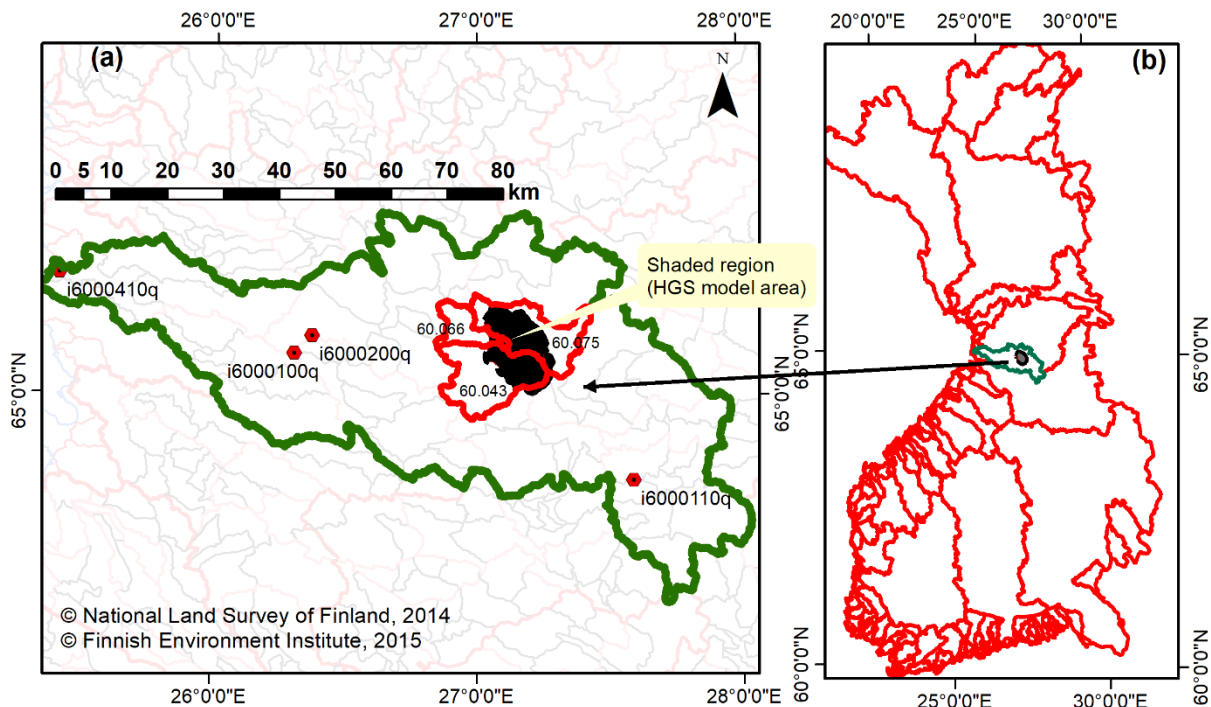 26°0'0"E 27°0'0"E 28°0'0"E
(a)
N
0 5 10 20 30 40 50 60 70 80
km
Shaded region
(HGS model area)
i6000410q
60.066
60.075
i6000200q
i6000100q
60.043
i6000110q
65°0'0"N
65°0'0"N
© National Land Survey of Finland, 2014
© Finnish Environment Institute, 2015
26°0'0"E 27°0'0"E 28°0'0"E
20°0'0"E 25°0'0"E 30°0'0"E
(b)
65°0'0"N
65°0'0"N
60°0'0"N
60°0'0"N
25°0'0"E 30°0'0"E